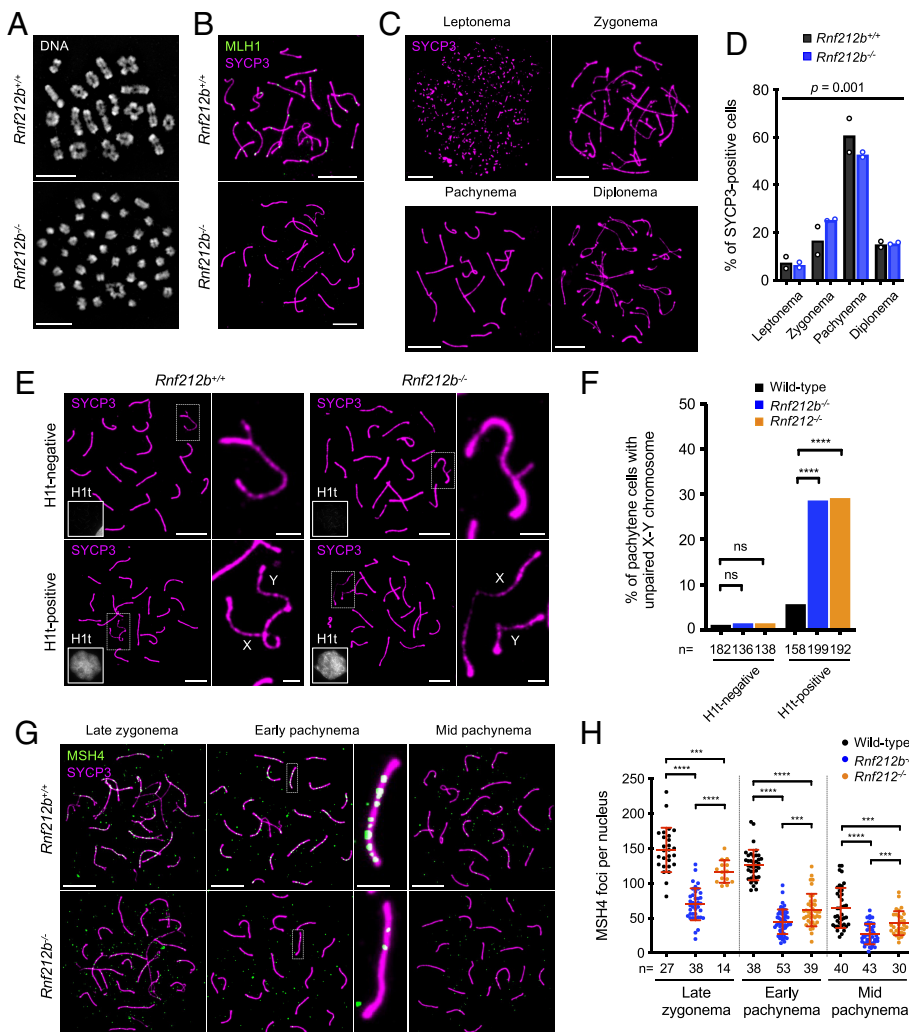 A
DNA
Rnf212b+/+
Rnf212b-/-
B
MLH1
SYCP3
Rnf212b+/+
Rnf212b-/-
C
Leptonema
Zygonema
SYCP3
Pachynema
Diplonema
D
Rnf212b+/+
Rnf212b-/-
p = 0.001
% of SYCP3-positive cells
80
60
40
20
0
Leptonema
Zygonema
Pachynema
Diplonema
E
Rnf212b+/+
Rnf212b-/-
H1t-negative
SYCP3
H1t
SYCP3
H1t
H1t-positive
SYCP3
H1t
Y
X
SYCP3
H1t
X
Y
F
Wild-type
Rnf212b-/-
Rnf212-/-
% of pachytene cells with
unpaired X-Y chromosome
50
40
30
20
10
0
ns
ns
****
****
n= 182 136 138 158 199 192
H1t-negative
H1t-positive
G
Late zygonema
Early pachynema
Mid pachynema
MSH4
SYCP3
Rnf212b+/+
Rnf212b-/-
H
Wild-type
Rnf212b-/
Rnf212-/-
MSH4 foci per nucleus
250
200
150
100
50
0
***
****
****
****
****
***
***
****
***
n= 27 38 14 38 53 39 40 43 30
Late
zygonema
Early
pachynema
Mid
pachynema